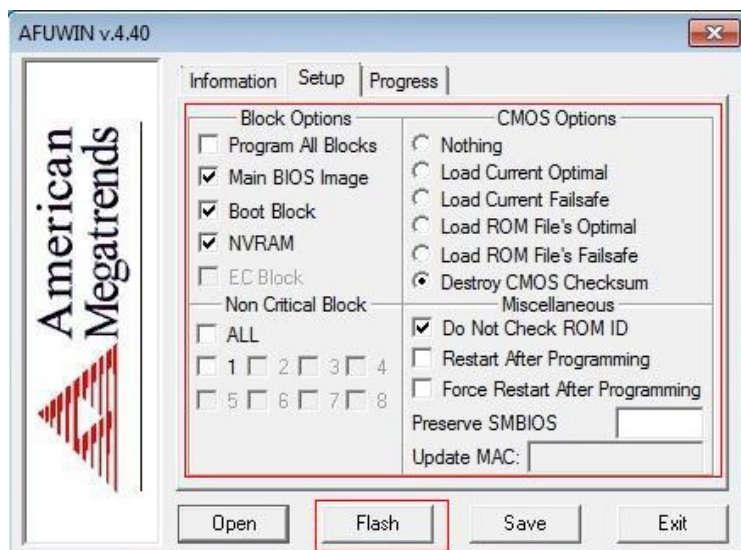 AFUWIN v.4.40
American
Megatrends
Information Setup Progress
Block Options
Program All Blocks
Main BIOS Image
Boot Block
NVRAM
EC Block
Non Critical Block
ALL
1 2 3 4
5 6 7 8
CMOS Options
Nothing
Load Current Optimal
Load Current Failsafe
Load ROM File's Optimal
Load ROM File's Failsafe
Destroy CMOS Checksum
Miscellaneous
Do Not Check ROM ID
Restart After Programming
Force Restart After Programming
Preserve SMBIOS
Update MAC:
Open Flash Save Exit